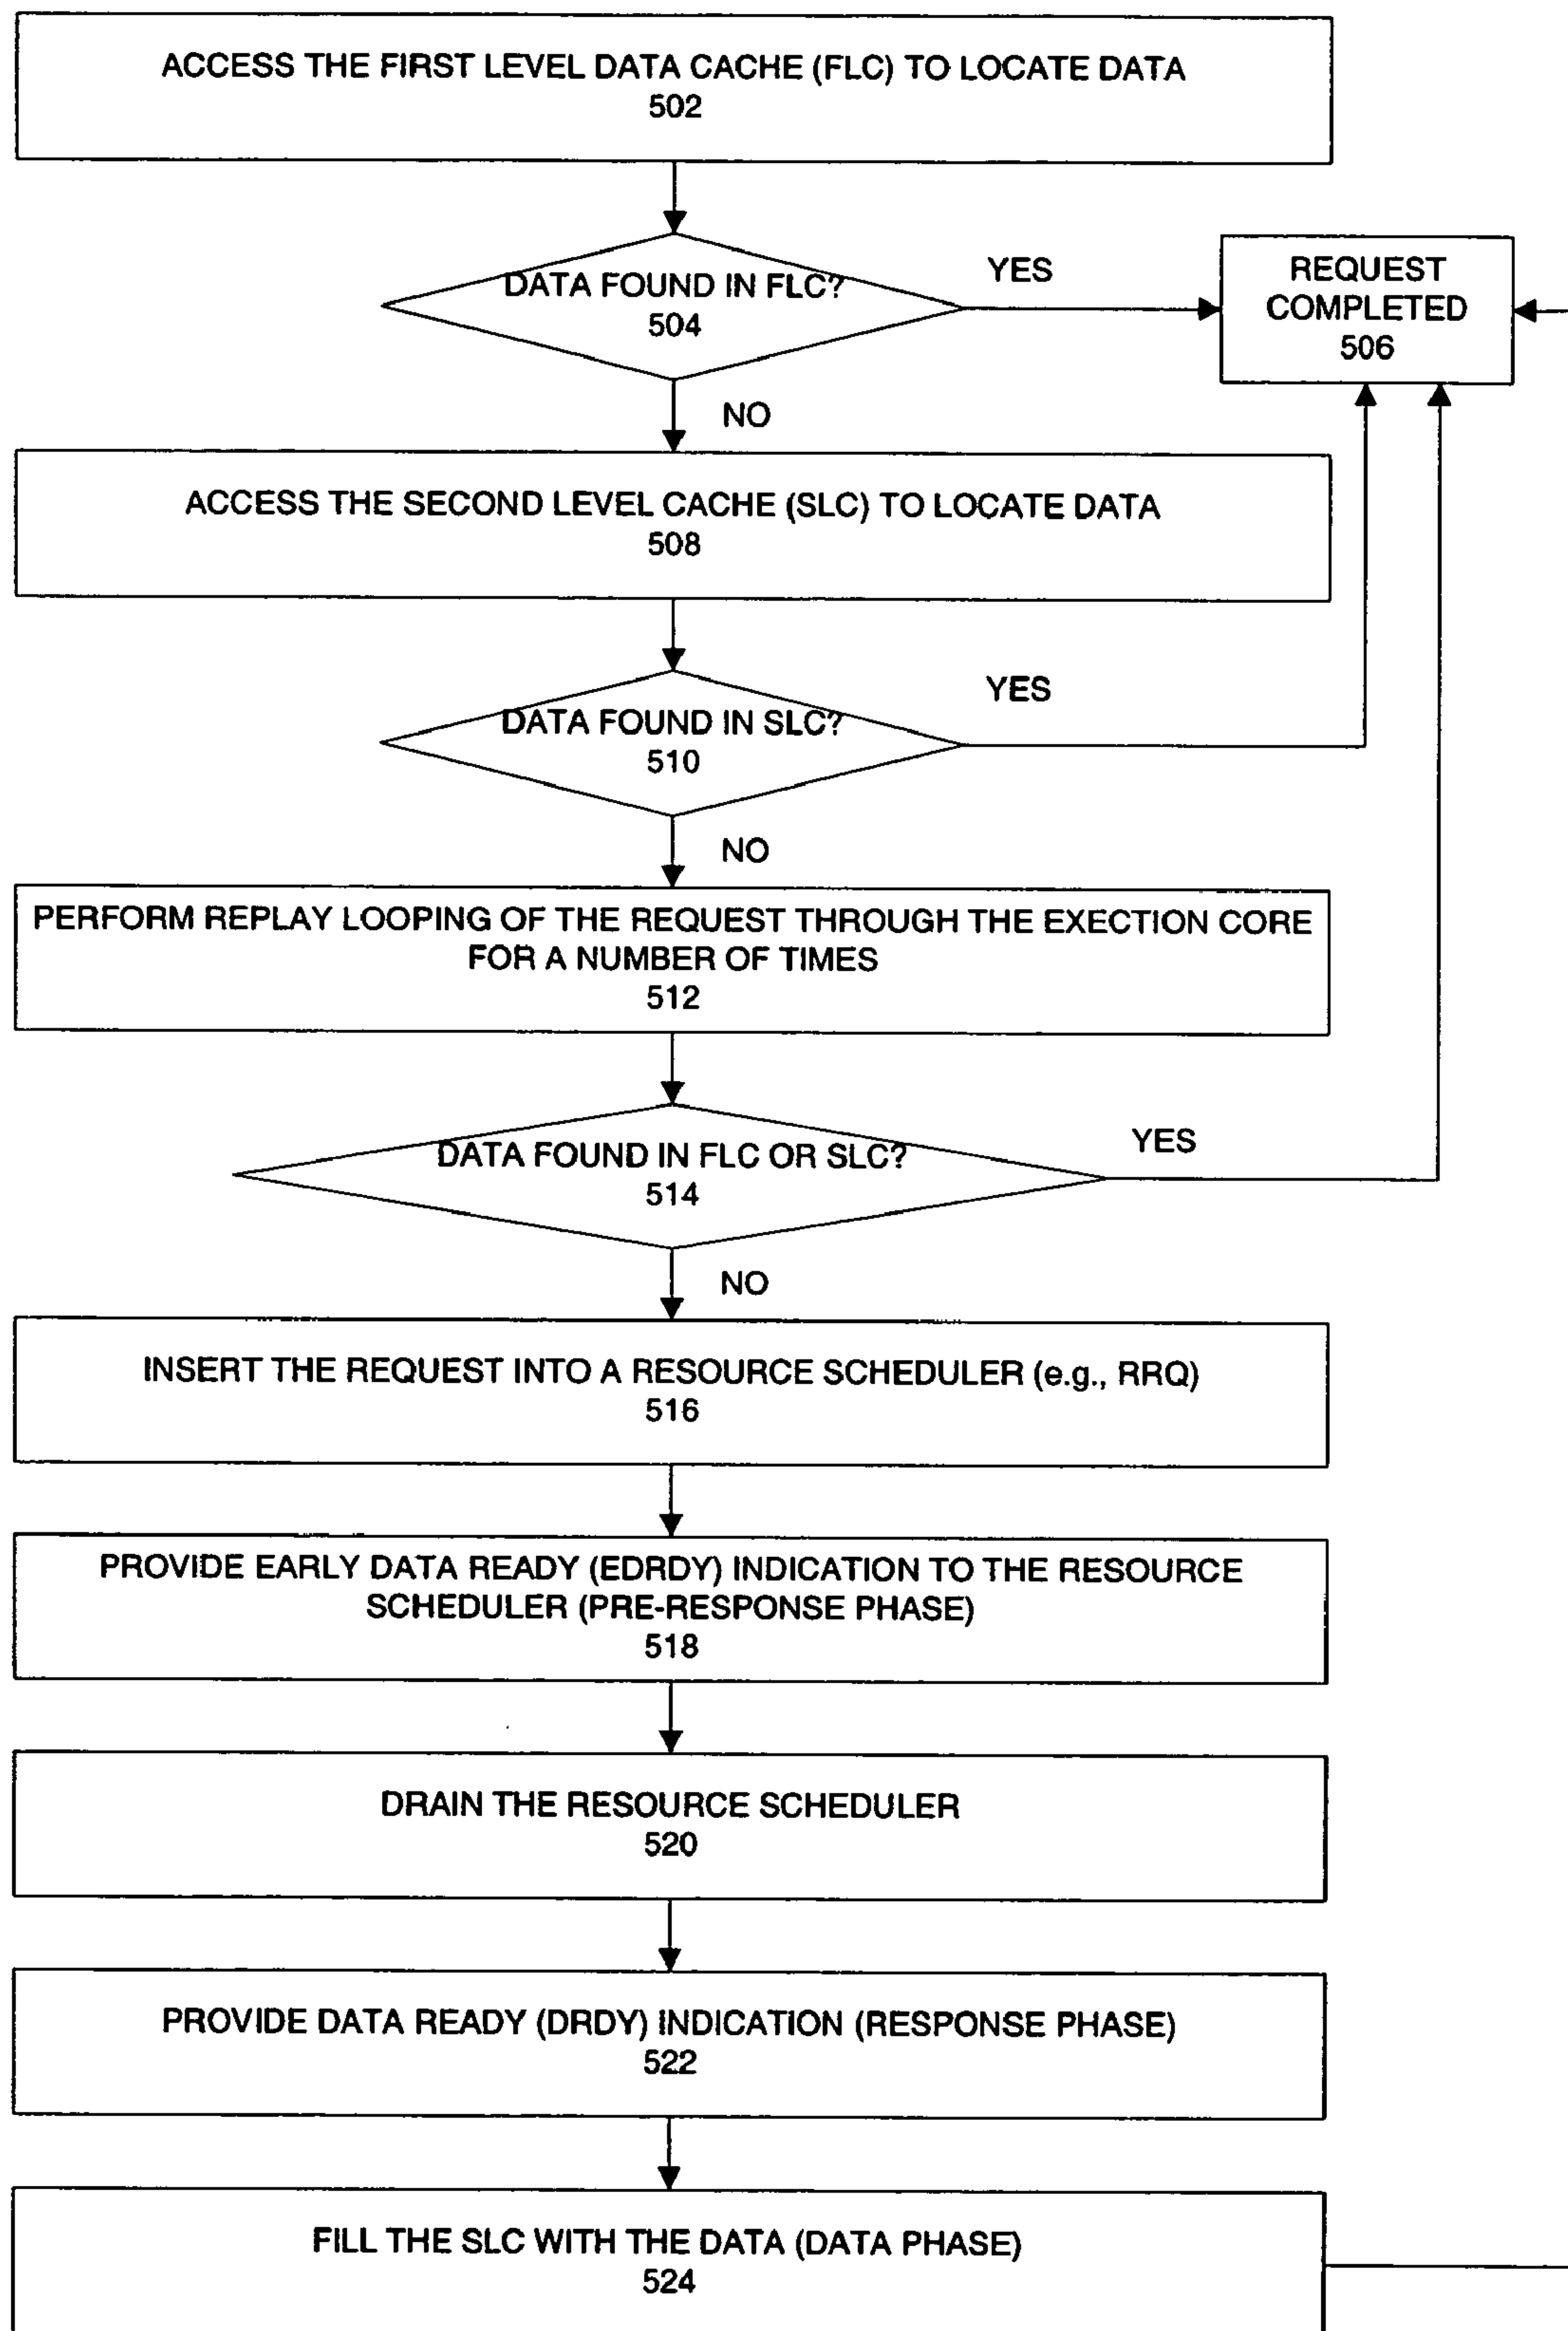 ACCESS THE FIRST LEVEL DATA CACHE (FLC) TO LOCATE DATA
502
DATA FOUND IN FLC?
504
YES
REQUEST
COMPLETED
506
NO
ACCESS THE SECOND LEVEL CACHE (SLC) TO LOCATE DATA
508
DATA FOUND IN SLC?
510
YES
NO
PERFORM REPLAY LOOPING OF THE REQUEST THROUGH THE EXECTION CORE
FOR A NUMBER OF TIMES
512
DATA FOUND IN FLC OR SLC?
514
YES
NO
INSERT THE REQUEST INTO A RESOURCE SCHEDULER (e.g., RRQ)
516
PROVIDE EARLY DATA READY (EDRDY) INDICATION TO THE RESOURCE
SCHEDULER (PRE-RESPONSE PHASE)
518
DRAIN THE RESOURCE SCHEDULER
520
PROVIDE DATA READY (DRDY) INDICATION (RESPONSE PHASE)
522
FILL THE SLC WITH THE DATA (DATA PHASE)
524